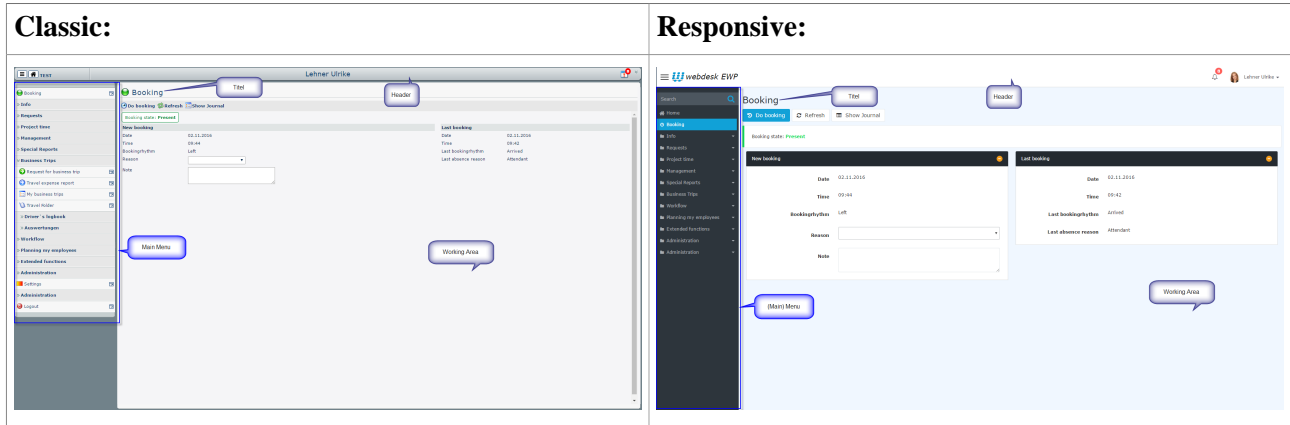 Classic:
TEST
Lehner Ulrike
Booking
Info
Requests
Project time
Management
Special Reports
Business Trips
Request for business trip
Travel expense report
My business trips
Travel folder
Driver´s logbook
Auswertungen
Workflow
Planning my employees
Extended functions
Administration
Settings
Administration
Logout
Booking
Titel
Header
Do booking Refresh Show Journal
Booking state: Present
New booking Last booking
Date 02.11.2016 Date 02.11.2016
Time 09:44 Time 09:42
Bookingrhythm Left Last bookingrhythm Arrived
Reason Last absence reason Attendant
Note
Main Menu
Working Area
Responsive:
webdesk EWP
Lehner Ulrike
Search
Home
Booking
Info
Requests
Project time
Management
Special Reports
Business Trips
Workflow
Planning my employees
Extended functions
Administration
Administration
Booking
Titel
Header
Do booking Refresh Show Journal
Booking state: Present
New booking Last booking
Date 02.11.2016 Date 02.11.2016
Time 09:44 Time 09:42
Bookingrhythm Left Last bookingrhythm Arrived
Reason Last absence reason Attendant
Note
(Main) Menu
Working Area